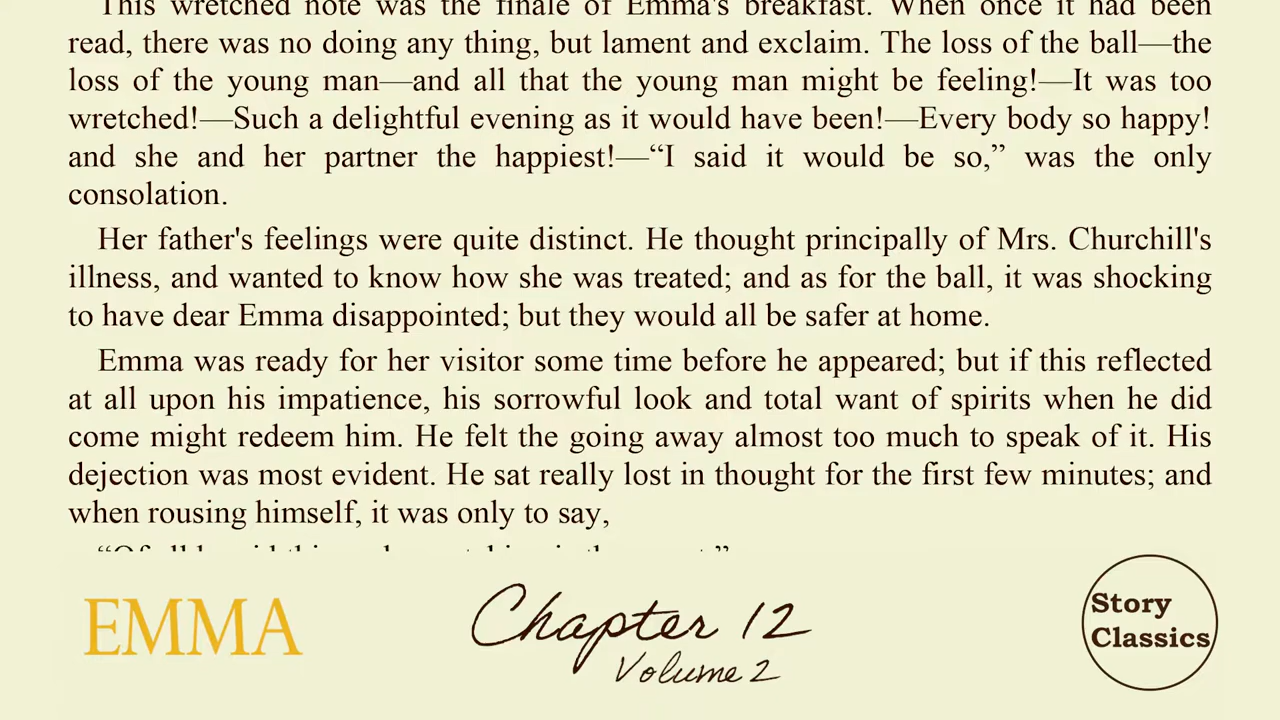 This wretched note was the finale of Emma's breakfast. When once it had been
read, there was no doing any thing, but lament and exclaim. The loss of the ball—the
loss of the young man—and all that the young man might be feeling!—It was too
wretched!—Such a delightful evening as it would have been!—Every body so happy!
and she and her partner the happiest!—“I said it would be so,” was the only
consolation.
Her father's feelings were quite distinct. He thought principally of Mrs. Churchill's
illness, and wanted to know how she was treated; and as for the ball, it was shocking
to have dear Emma disappointed; but they would all be safer at home.
Emma was ready for her visitor some time before he appeared; but if this reflected
at all upon his impatience, his sorrowful look and total want of spirits when he did
come might redeem him. He felt the going away almost too much to speak of it. His
dejection was most evident. He sat really lost in thought for the first few minutes; and
when rousing himself, it was only to say,
EMMA
Chapter 12
Volume 2
Story
Classics